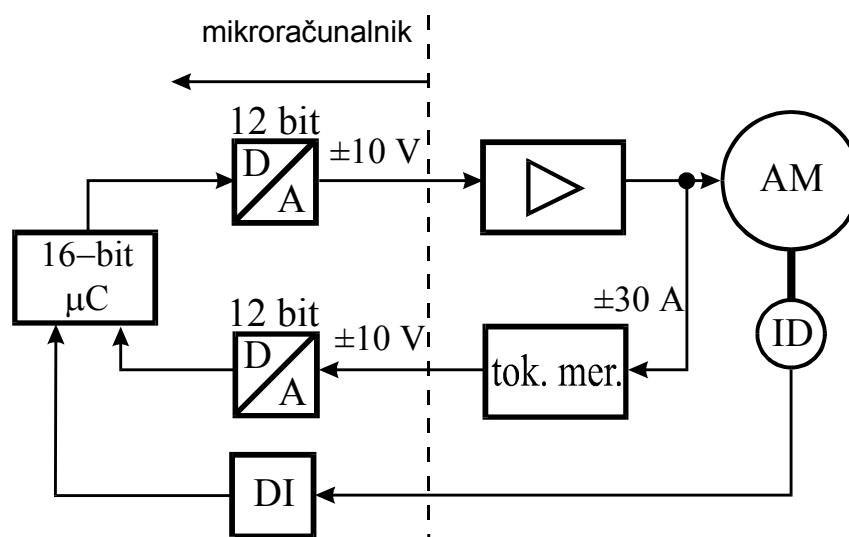 mikroračunalnik
12 bit
D
A
±10 V
AM
16–bit
μC
±30 A
12 bit
D
A
±10 V
tok. mer.
ID
DI